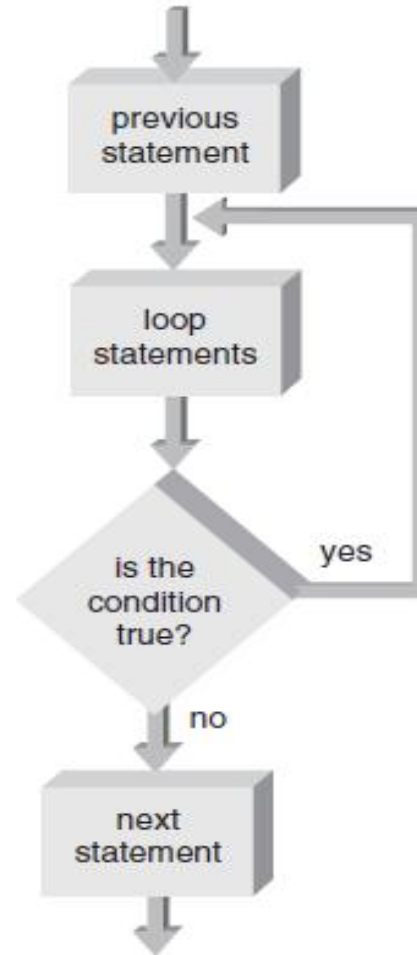 previous
statement
loop
statements
is the
condition
true?
yes
no
next
statement